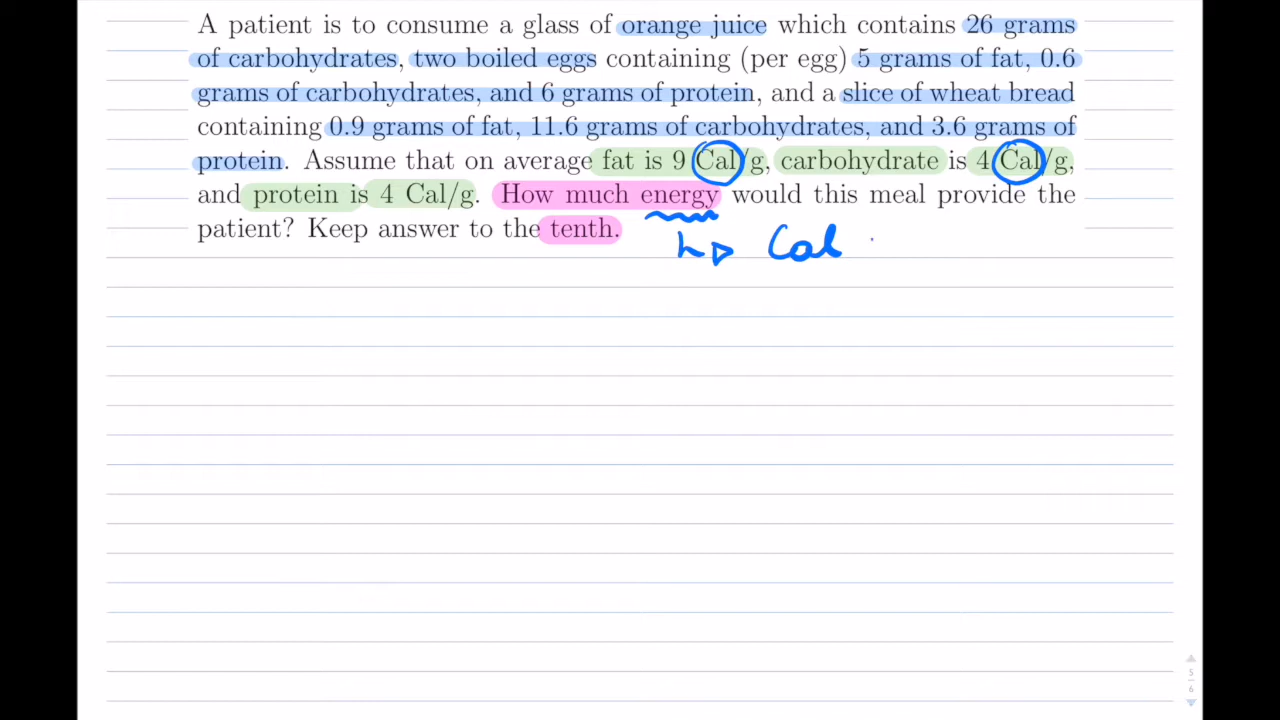 A patient is to consume a glass of orange juice which contains 26 grams
of carbohydrates, two boiled eggs containing (per egg) 5 grams of fat, 0.6
grams of carbohydrates, and 6 grams of protein, and a slice of wheat bread
containing 0.9 grams of fat, 11.6 grams of carbohydrates, and 3.6 grams of
protein. Assume that on average fat is 9 Cal/g, carbohydrate is 4 Cal/g,
and protein is 4 Cal/g. How much energy would this meal provide the
patient? Keep answer to the tenth.
Cal
5
6